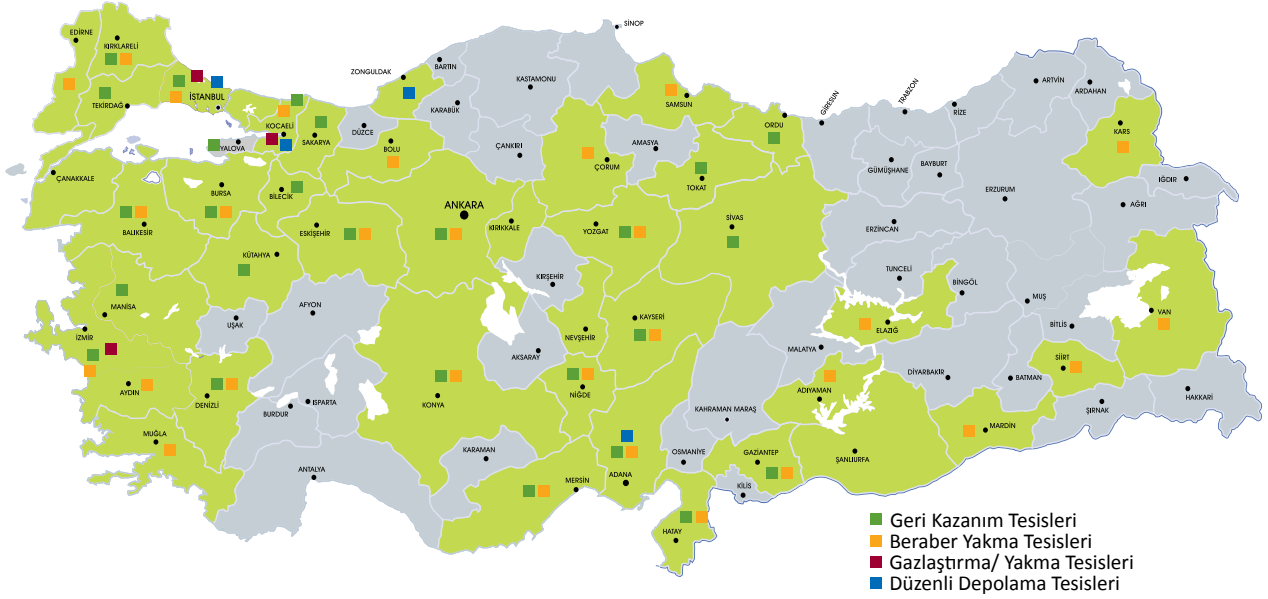 SİNOP
EDİRNE
KIRKLARELİ
BARTIN
ZONGULDAK
KASTAMONU
ARTVİN
ARDAHAN
TEKİRDAĞ
İSTANBUL
KARABÜK
SAMSUN
GİRESUN
TRABZON
RİZE
KOCAELİ
SAKARYA
DÜZCE
BOLU
ORDU
KARS
YALOVA
ÇANKIRI
AMASYA
ÇORUM
GÜMÜŞHANE
BAYBURT
ÇANAKKALE
BURSA
BİLECİK
TOKAT
ERZURUM
IĞDIR
ANKARA
AĞRI
BALIKESİR
ESKİŞEHİR
KIRIKKALE
YOZGAT
SİVAS
ERZİNCAN
KÜTAHYA
KIRŞEHİR
TUNCELİ
BİNGÖL
MUŞ
MANİSA
AFYON
UŞAK
KAYSERİ
NEVŞEHİR
ELAZIĞ
BİTLİS
VAN
İZMİR
AKSARAY
MALATYA
AYDIN
DENİZLİ
BURDUR
ISPARTA
KONYA
NİĞDE
ADIYAMAN
DİYARBAKİR
BATMAN
SİİRT
ŞIRNAK
HAKKARİ
KAHRAMAN MARAŞ
MUĞLA
KARAMAN
OSMANİYE
GAZİANTEP
ŞANLIURFA
MARDİN
ANTALYA
MERSİN
ADANA
KİLİS
HATAY
Geri Kazanım Tesisleri
Beraber Yakma Tesisleri
Gazlaştırma/ Yakma Tesisleri
Düzenli Depolama Tesisleri